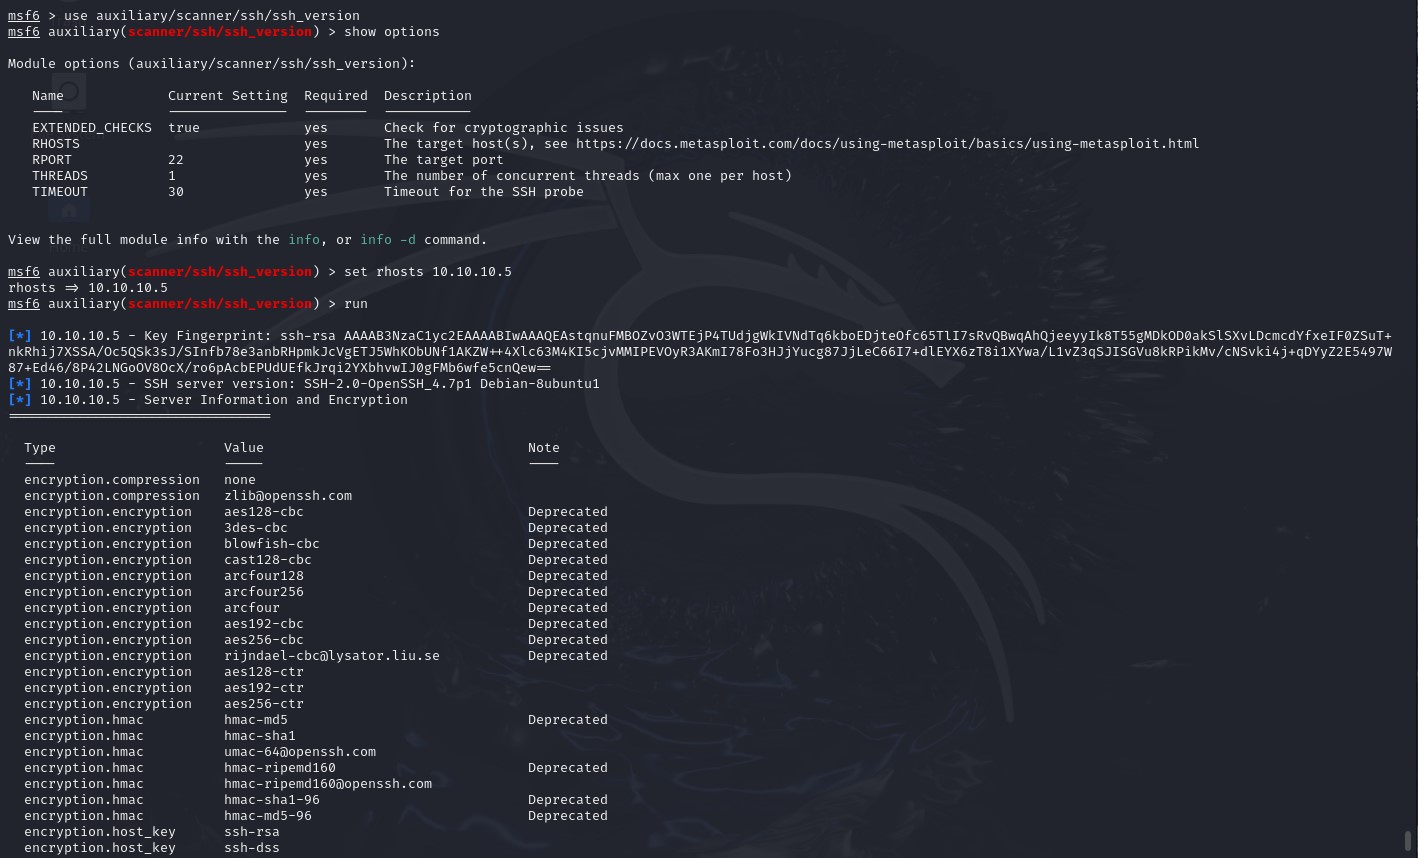 msf6 > use auxiliary/scanner/ssh/ssh_version
msf6 auxiliary(scanner/ssh/ssh_version) > show options
Module options (auxiliary/scanner/ssh/ssh_version):
Name Current Setting Required Description
EXTENDED_CHECKS true yes Check for cryptographic issues
RHOSTS yes The target host(s), see https://docs.metasploit.com/docs/using-metasploit/basics/using-metasploit.html
RPORT 22 yes The target port
THREADS 1 yes The number of concurrent threads (max one per host)
TIMEOUT 30 yes Timeout for the SSH probe
View the full module info with the info, or info -d command.
msf6 auxiliary(scanner/ssh/ssh_version) > set rhosts 10.10.10.5
rhosts => 10.10.10.5
msf6 auxiliary(scanner/ssh/ssh_version) > run
[*] 10.10.10.5 - Key Fingerprint: ssh-rsa AAAAB3NzaC1yc2EAAAABIwAAAQEAstqnuFMBOZvO3WTEjP4TUdjgWkIVNdTq6kboEDjteOfc65TlI7sRvQBwqAhQjeeyyIk8T55gMDkOD0akSlSXvLDcmcdYfxeIF0ZSuT+
nkRhij7XSSA/Oc5QSk3sJ/SInfb78e3anbRHpmkJcVgETJ5WhKObUNf1AKZW++4Xlc63M4KI5cjvMMIPEVOyR3AKmI78Fo3HJjYucg87JjLeC66I7+dlEYX6zT8i1XYwa/L1vZ3qSJISGVu8kRPikMv/cNSvki4j+qDYyZ2E5497W
87+Ed46/8P42LNGoOV8OcX/ro6pAcbEPUdUEfkJrqi2YXbhvwIJ0gFMb6wfe5cnQew==
[*] 10.10.10.5 - SSH server version: SSH-2.0-OpenSSH_4.7p1 Debian-8ubuntu1
[*] 10.10.10.5 - Server Information and Encryption
Type Value Note
encryption.compression none
encryption.compression zlib@openssh.com
encryption.encryption aes128-cbc Deprecated
encryption.encryption 3des-cbc Deprecated
encryption.encryption blowfish-cbc Deprecated
encryption.encryption cast128-cbc Deprecated
encryption.encryption arcfour128 Deprecated
encryption.encryption arcfour256 Deprecated
encryption.encryption arcfour Deprecated
encryption.encryption aes192-cbc Deprecated
encryption.encryption aes256-cbc Deprecated
encryption.encryption rijndael-cbc@lysator.liu.se Deprecated
encryption.encryption aes128-ctr
encryption.encryption aes192-ctr
encryption.encryption aes256-ctr
encryption.hmac hmac-md5 Deprecated
encryption.hmac hmac-sha1
encryption.hmac umac-64@openssh.com
encryption.hmac hmac-ripemd160 Deprecated
encryption.hmac hmac-ripemd160@openssh.com
encryption.hmac hmac-sha1-96 Deprecated
encryption.hmac hmac-md5-96 Deprecated
encryption.host_key ssh-rsa
encryption.host_key ssh-dss